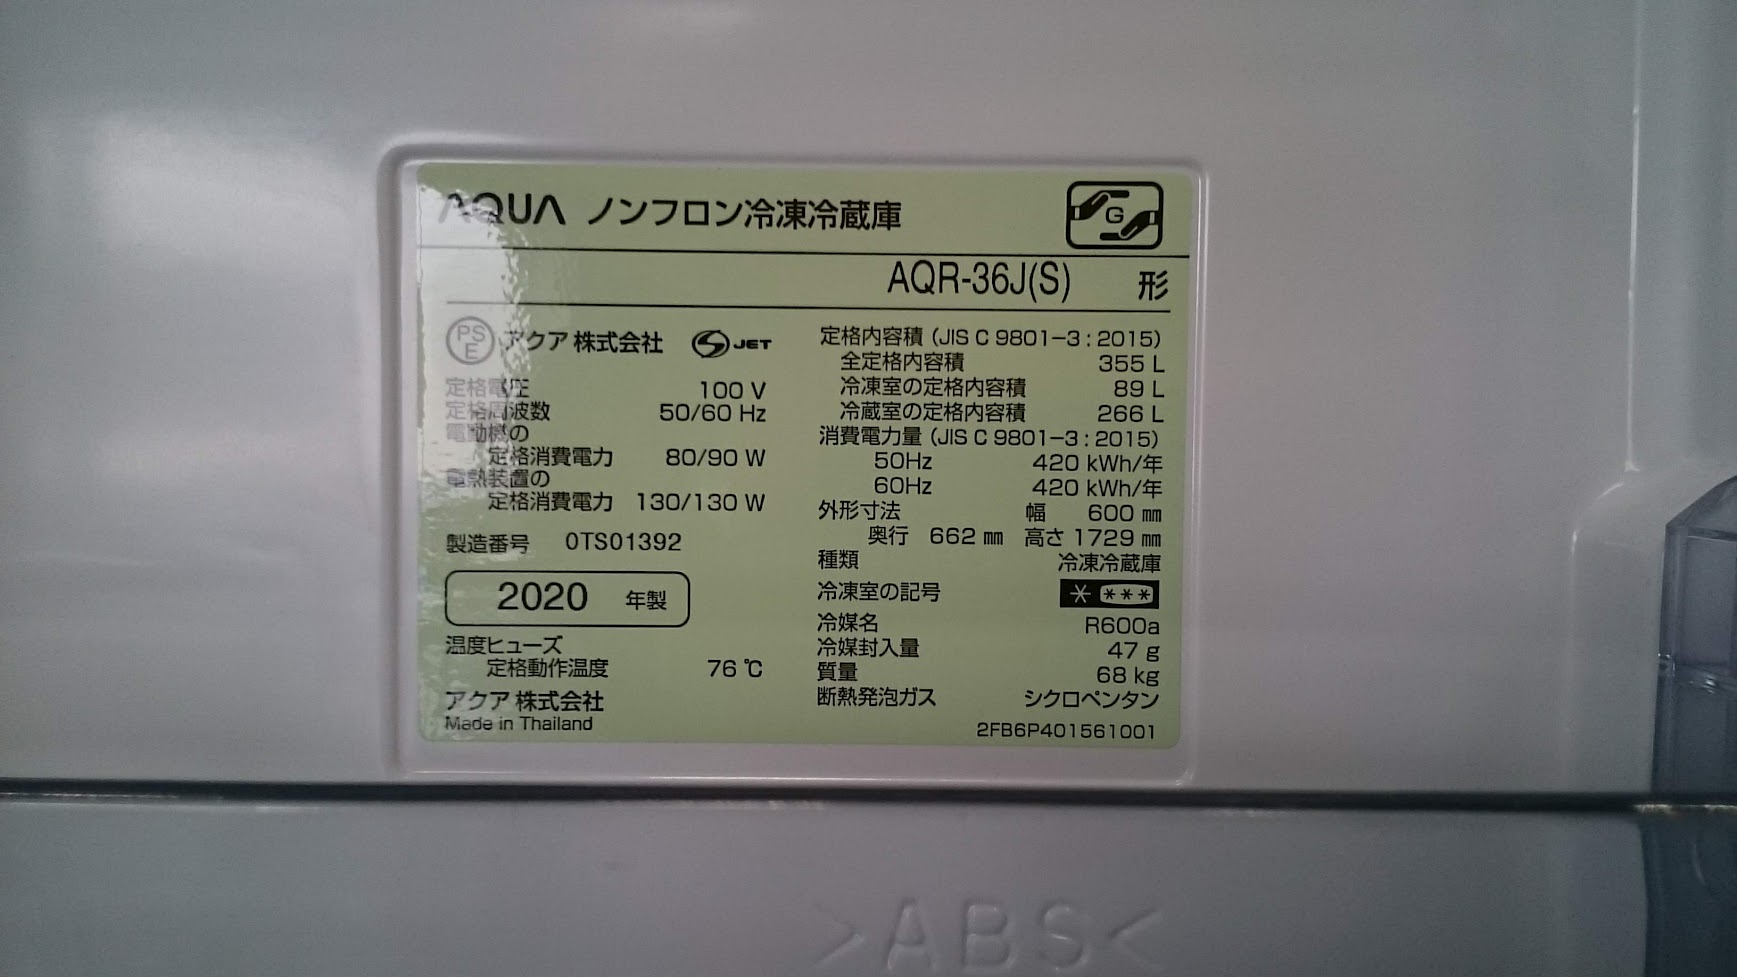 AQUA ノンフロン冷凍冷蔵庫
G
AQR-36J(S) 形
PS E アクア 株式会社 S JET
定格電圧 100 V
定格周波数 50/60 Hz
電動機の
定格消費電力 80/90 W
電熱装置の
定格消費電力 130/130 W
製造番号 0TS01392
2020 年製
温度ヒューズ
定格動作温度 76 ℃
アクア 株式会社
Made in Thailand
定格内容積 (JIS C 9801-3 : 2015)
全定格内容積 355 L
冷凍室の定格内容積 89 L
冷蔵室の定格内容積 266 L
消費電力量 (JIS C 9801-3 : 2015)
50Hz 420 kWh/年
60Hz 420 kWh/年
外形寸法 幅 600 ㎜
奥行 662 ㎜ 高さ 1729 ㎜
種類 冷凍冷蔵庫
冷凍室の記号 * ***
冷媒名 R600a
冷媒封入量 47 g
質量 68 kg
断熱発泡ガス シクロペンタン
2FB6P401561001
>ABS<